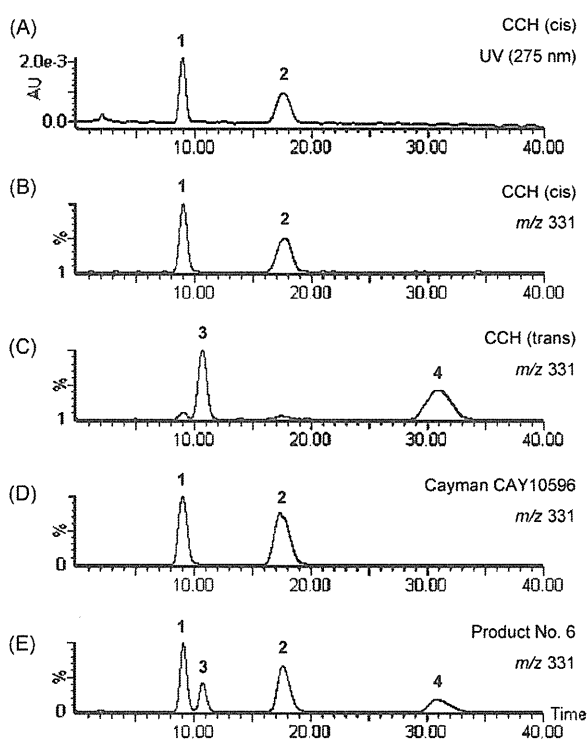 (A)
CCH (cis)
UV (275 nm)
1
2
2.0e-3
AU
0.0
10.00 20.00 30.00 40.00
(B)
CCH (cis)
m/z 331
1
2
%
1
10.00 20.00 30.00 40.00
(C)
CCH (trans)
m/z 331
3
4
%
1
10.00 20.00 30.00 40.00
(D)
Cayman CAY10596
m/z 331
1
2
%
0
10.00 20.00 30.00 40.00
(E)
Product No. 6
m/z 331
1
3
2
4
%
0
Time
10.00 20.00 30.00 40.00